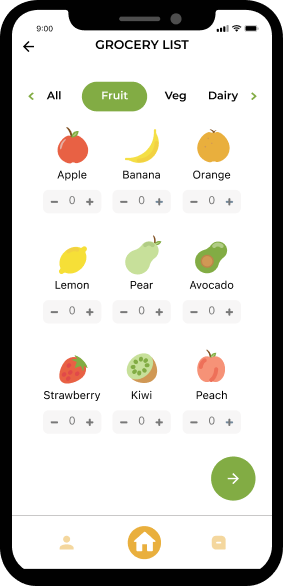 9:00
GROCERY LIST
All Fruit Veg Dairy
Apple Banana Orange
- 0 + - 0 + - 0 +
Lemon Pear Avocado
- 0 + - 0 + - 0 +
Strawberry Kiwi Peach
- 0 + - 0 + - 0 +